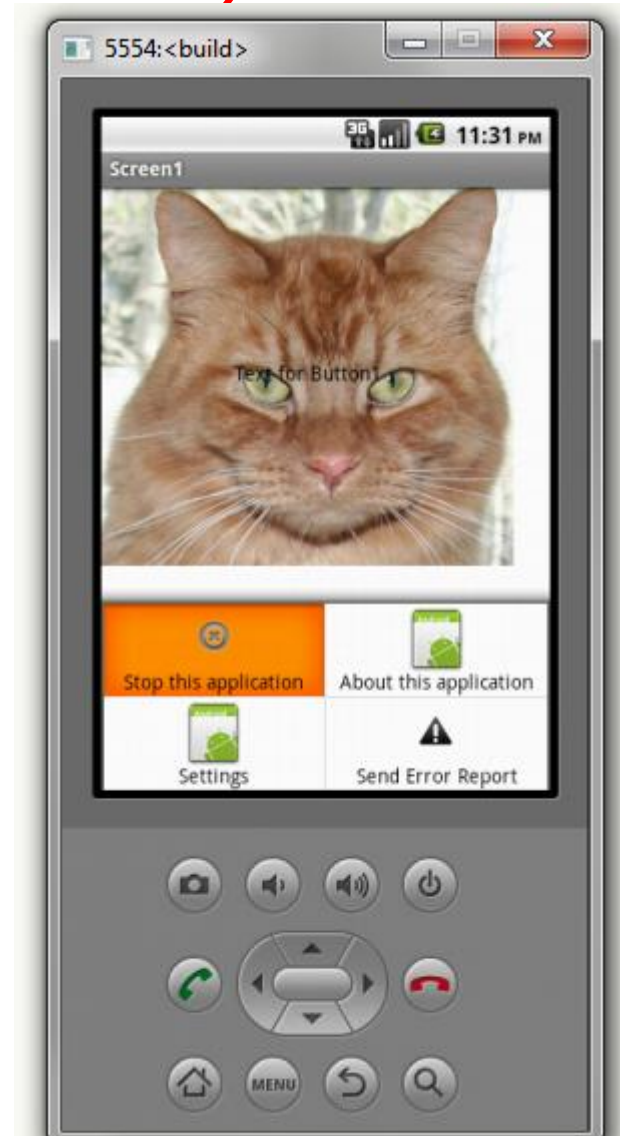 5554:<build>
3G 11:31 PM
Screen1
Text for Button1
Stop this application
About this application
Settings
Send Error Report
MENU